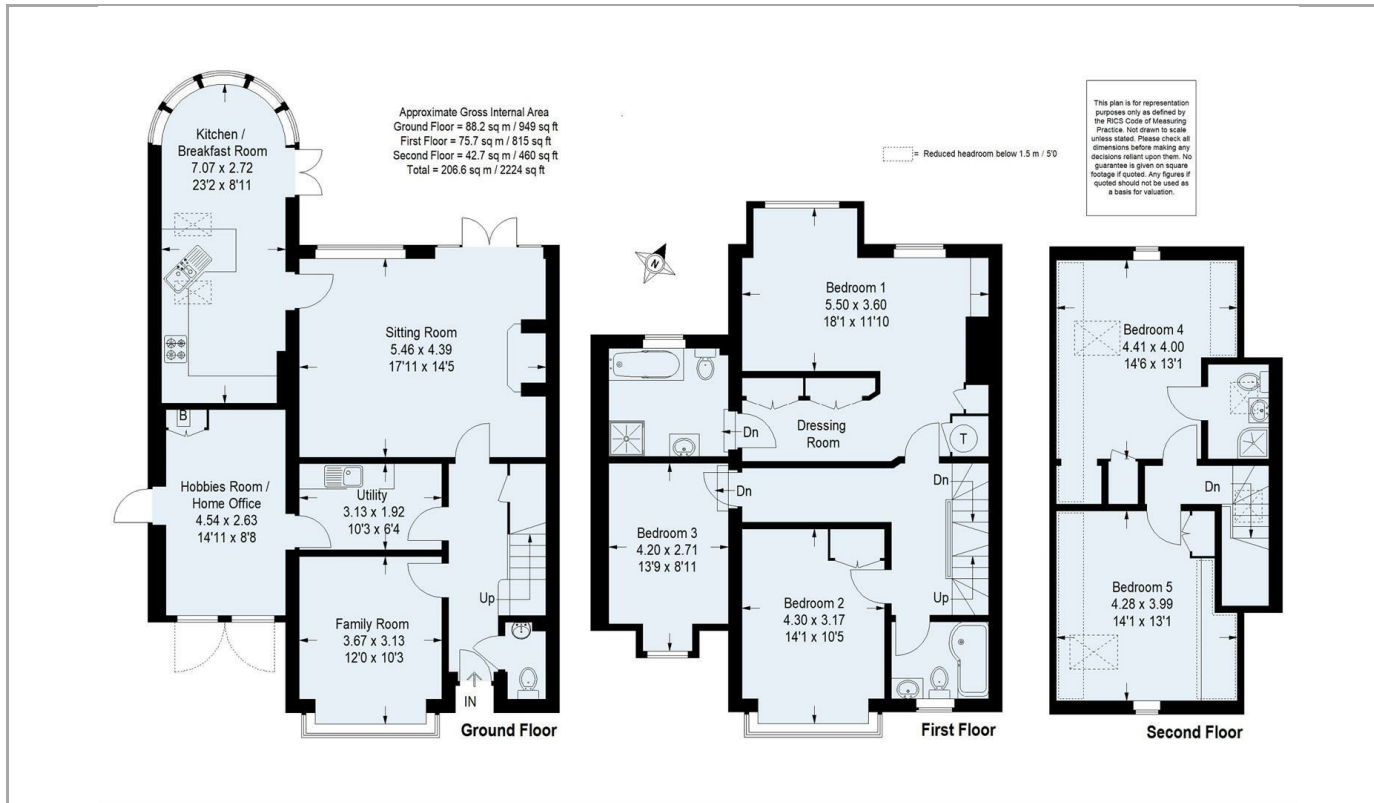 Approximate Gross Internal Area
Ground Floor = 88.2 sq m / 949 sq ft
First Floor = 75.7 sq m / 815 sq ft
Second Floor = 42.7 sq m / 460 sq ft
Total = 206.6 sq m / 2224 sq ft
= Reduced headroom below 1.5 m / 5'0
This plan is for representation
purposes only as defined by
the RICS Code of Measuring
Practice. Not drawn to scale
unless stated. Please check all
dimensions before making any
decisions reliant upon them. No
guarantee is given on square
footage if quoted. Any figures if
quoted should not be used as
a basis for valuation.
Kitchen /
Breakfast Room
7.07 x 2.72
23'2 x 8'11
Sitting Room
5.46 x 4.39
17'11 x 14'5
B
Hobbies Room /
Home Office
4.54 x 2.63
14'11 x 8'8
Utility
3.13 x 1.92
10'3 x 6'4
Family Room
3.67 x 3.13
12'0 x 10'3
Up
IN
Ground Floor
N
Bedroom 1
5.50 x 3.60
18'1 x 11'10
Dn
Dressing
Room
T
Dn
Dn
Bedroom 3
4.20 x 2.71
13'9 x 8'11
Bedroom 2
4.30 x 3.17
14'1 x 10'5
Up
First Floor
Bedroom 4
4.41 x 4.00
14'6 x 13'1
Dn
Bedroom 5
4.28 x 3.99
14'1 x 13'1
Second Floor